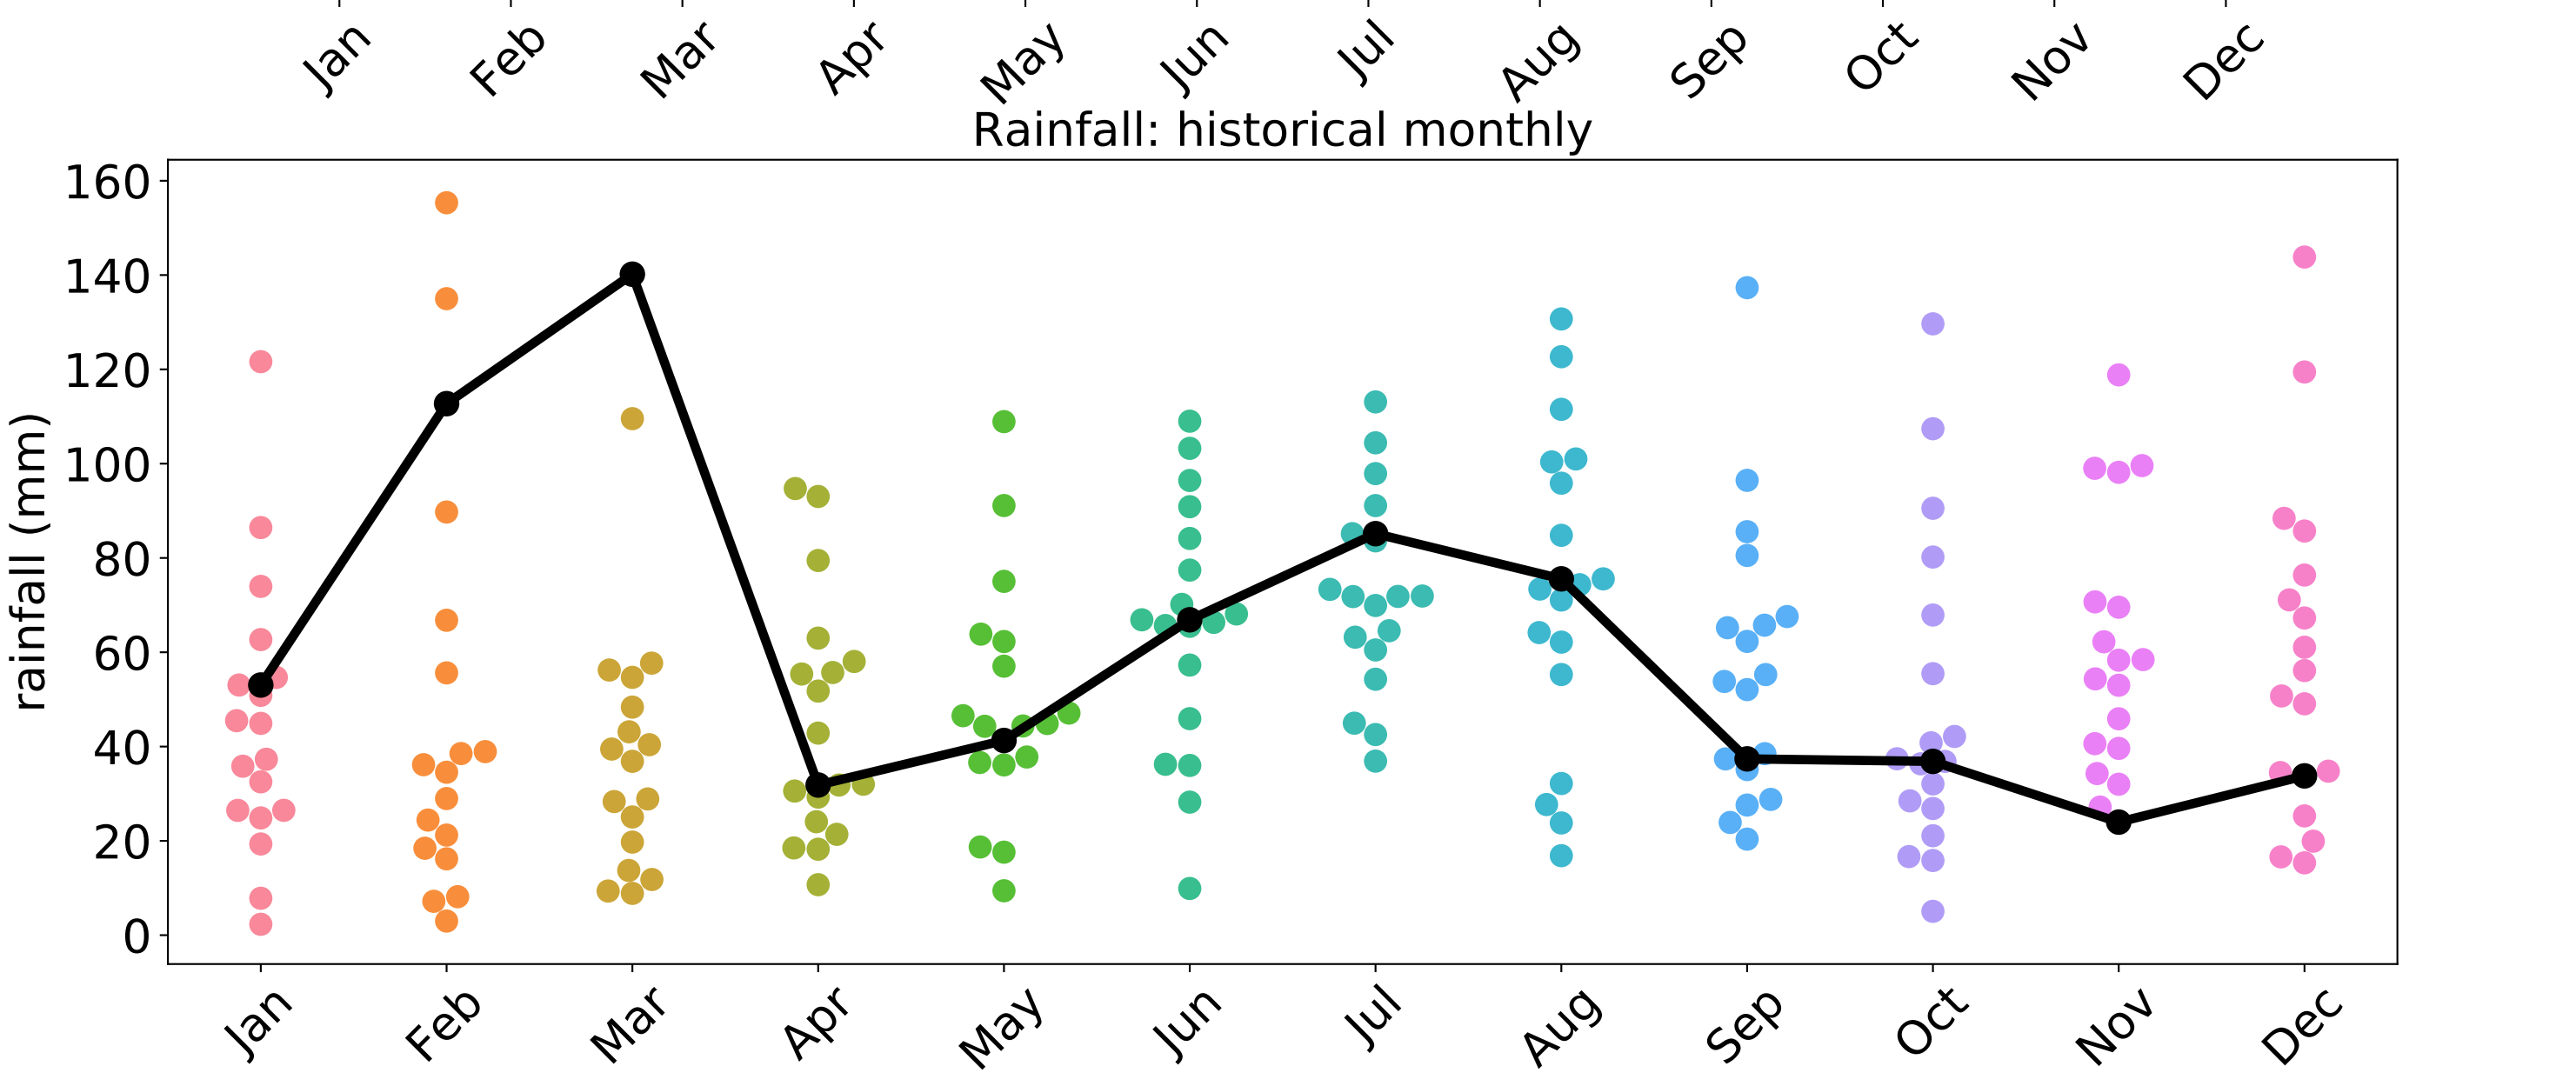 Jan Feb Mar Apr May Jun Jul Aug Sep Oct Nov Dec
Rainfall: historical monthly
160
140
120
100
80
60
40
20
0
rainfall (mm)
Jan Feb Mar Apr May Jun Jul Aug Sep Oct Nov Dec